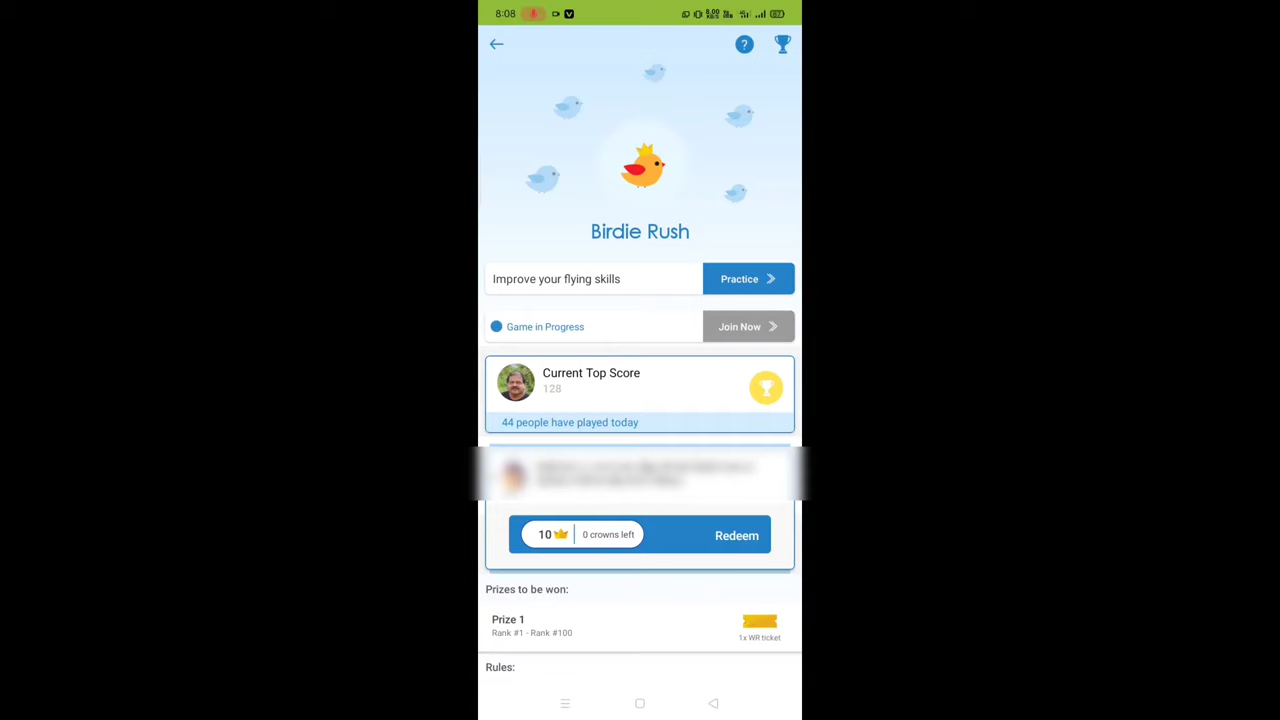 8:08
Birdie Rush
Improve your flying skills
Practice
Game in Progress
Join Now
Current Top Score
128
44 people have played today
10
0 crowns left
Redeem
Prizes to be won:
Prize 1
Rank #1 - Rank #100
1x WR ticket
Rules: